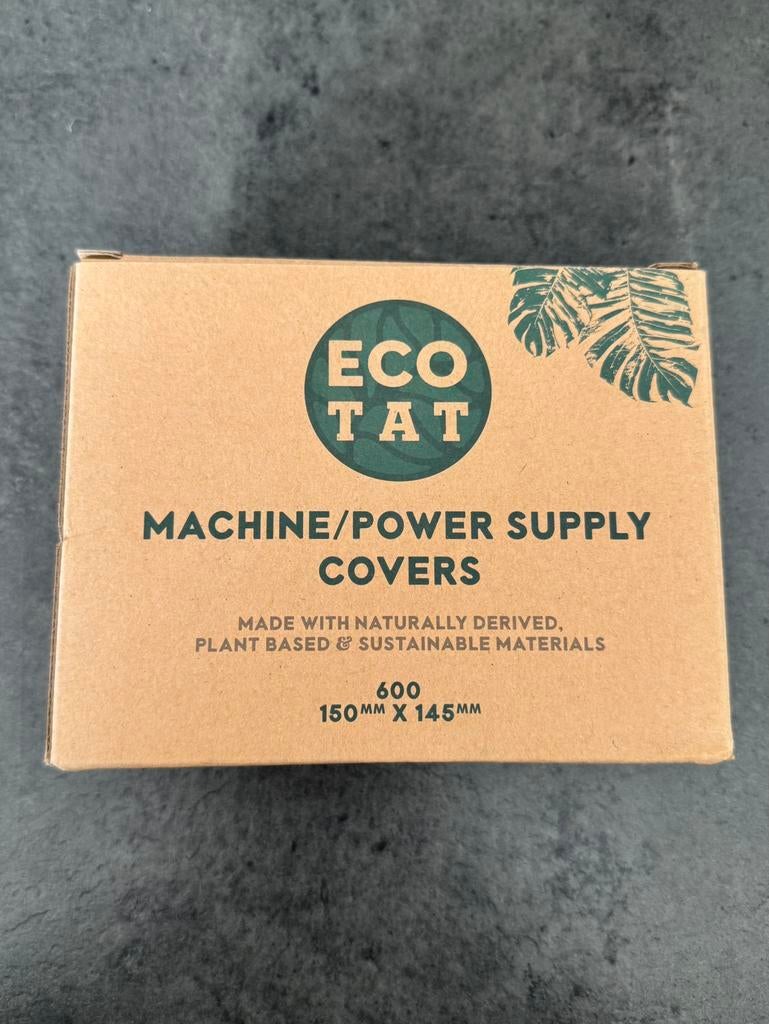 ECO
TAT
MACHINE/POWER SUPPLY
COVERS
MADE WITH NATURALLY DERIVED,
PLANT BASED & SUSTAINABLE MATERIALS
600
150MM X 145MM